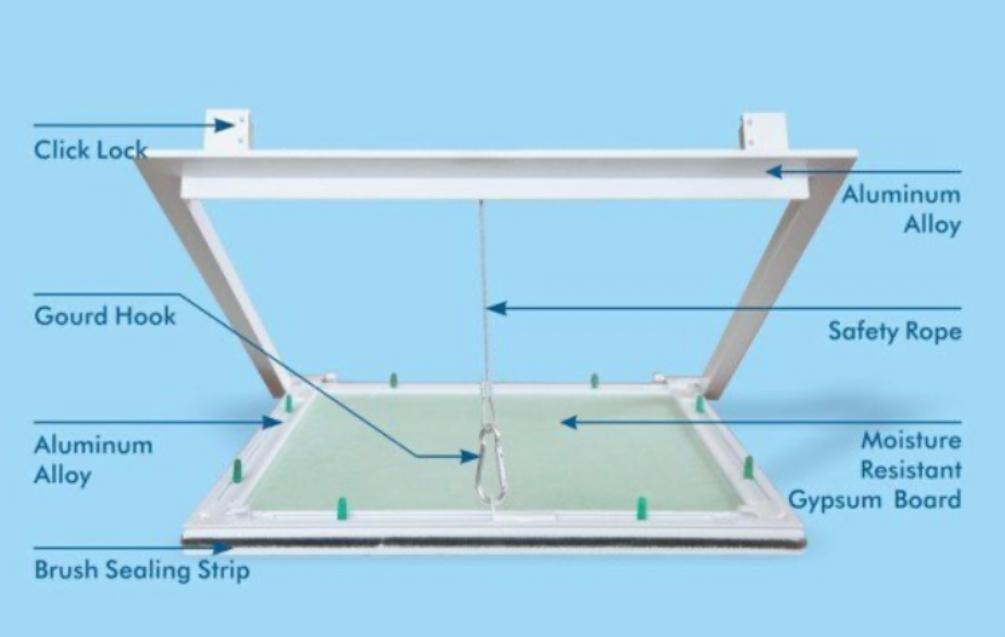 Click Lock
Aluminum
Alloy
Gourd Hook
Safety Rope
Aluminum
Alloy
Moisture
Resistant
Gypsum Board
Brush Sealing Strip